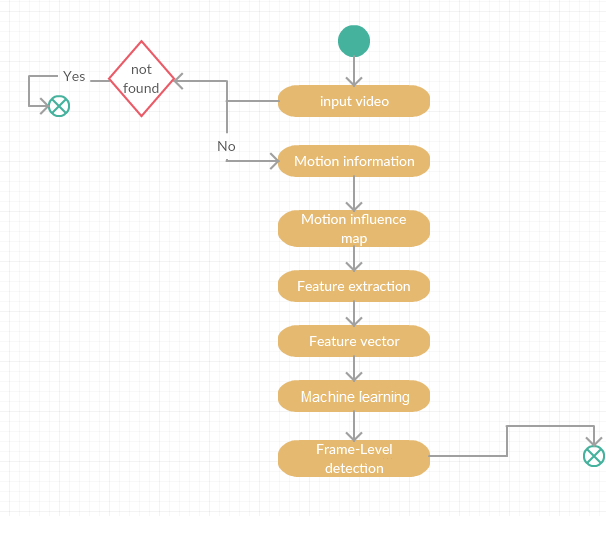 Yes
not
found
input video
No
Motion information
Motion influence
map
Feature extraction
Feature vector
Machine learning
Frame-Level
detection